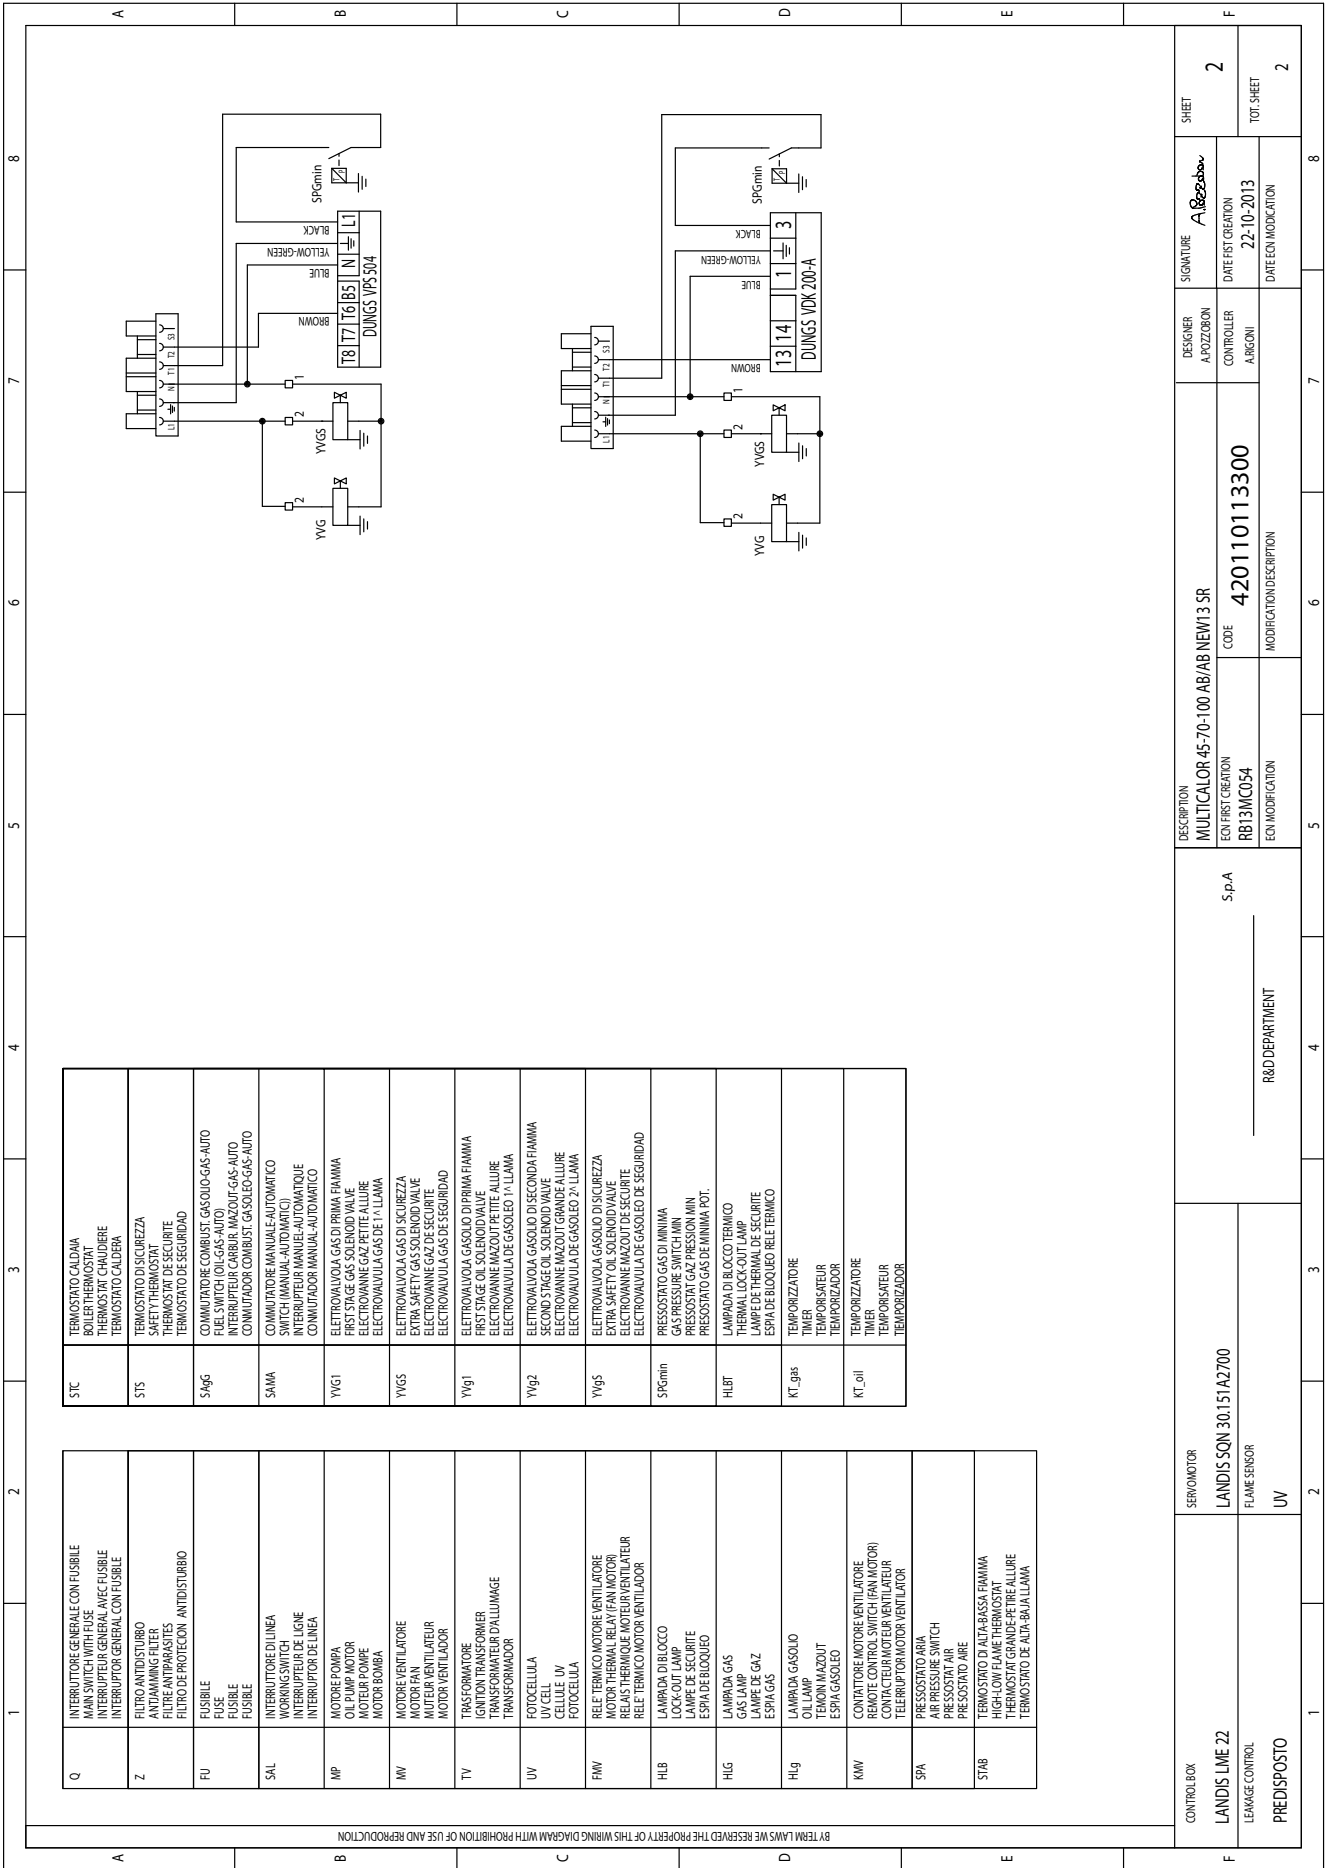 1 2 3 4 5 6 7 8
A
B
C
D
E
F
BY TERM LAWS WE RESERVED THE PROPERTY OF THIS WIRING DIAGRAM WITH PROHIBITION OF USE AND REPRODUCTION
Q
INTERRUTTORE GENERALE CON FUSIBILE
MAIN SWITCH WITH FUSE
INTERRUPTEUR GENERAL AVEC FUSIBLE
INTERRUPTOR GENERAL CON FUSIBLE
Z
FILTRO ANTIDISTURBO
ANTIJAMING FILTER
FILTRE ANTIPARASITES
FILTRO DE PROTECION ANTIDISTURBIO
FU
FUSIBILE
FUSE
FUSIBLE
FUSIBLE
SAL
INTERRUTTORE DI LINEA
WORKING SWITCH
INTERRUPTEUR DE LIGNE
INTERRUPTOR DE LINEA
MP
MOTORE POMPA
OIL PUMP MOTOR
MOTEUR POMPE
MOTOR BOMBA
MV
MOTORE VENTILATORE
MOTOR FAN
MUTEUR VENTILATEUR
MOTOR VENTILADOR
TV
TRASFORMATORE
IGNITION TRANSFORMER
TRANSFORMATEUR D'ALLUMAGE
TRANSFORMADOR
UV
FOTOCELLULA
UV CELL
CELLULE UV
FOTOCELULA
FMV
RELE' TERMICO MOTORE VENTILATORE
MOTOR THERMAL RELAY (FAN MOTOR)
RELAIS THERMIQUE MOTEUR VENTILATEUR
RELE' TERMICO MOTOR VENTILADOR
HLB
LAMPADA DI BLOCCO
LOCK-OUT LAMP
LAMPE DE SECURITE
ESPIA DE BLOQUEO
HLG
LAMPADA GAS
GAS LAMP
LAMPE DE GAZ
ESPIA GAS
HLg
LAMPADA GASOLIO
OIL LAMP
TEMOIN MAZOUT
ESPIA GASOLEO
KMV
CONTATTORE MOTORE VENTILATORE
REMOTE CONTROL SWITCH (FAN MOTOR)
CONTACTEUR MOTEUR VENTILATEUR
TELERRUPTOR MOTOR VENTILATOR
SPA
PRESSOSTATO ARIA
AIR PRESSURE SWITCH
PRESSOSTAT AIR
PRESOSTATO AIRE
STAB
TERMOSTATO DI ALTA-BASSA FIAMMA
HIGH-LOW FLAME THERMOSTAT
THERMOSTAT GRANDE-PETIRE ALLURE
TERMOSTATO DE ALTA-BAJA LLAMA
STC
TERMOSTATO CALDAIA
BOILER THERMOSTAT
THERMOSTAT CHAUDIERE
TERMOSTATO CALDERA
STS
TERMOSTATO DI SICUREZZA
SAFETY THERMOSTAT
THERMOSTAT DE SECURITE
TERMOSTATO DE SEGURIDAD
SAgG
COMMUTATORE COMBUST. GASOLIO-GAS-AUTO
FUEL SWITCH (OIL-GAS-AUTO)
INTERRUPTEUR CARBUR. MAZOUT-GAS-AUTO
CONMUTADOR COMBUST. GASOLEO-GAS-AUTO
SAMA
COMMUTATORE MANUALE-AUTOMATICO
SWITCH (MANUAL-AUTOMATIC))
INTERRUPTEUR MANUEL-AUTOMATIQUE
CONMUTADOR MANUAL-AUTOMATICO
YVG1
ELETTROVALVOLA GAS DI PRIMA FIAMMA
FIRST STAGE GAS SOLENOID VALVE
ELECTROVANNE GAZ PETITE ALLURE
ELECTROVALVULA GAS DE 1^ LLAMA
YVGS
ELETTROVALVOLA GAS DI SICUREZZA
EXTRA SAFETY GAS SOLENOID VALVE
ELECTROVANNE GAZ DE SECURITE
ELECTROVALVULA GAS DE SEGURIDAD
YVg1
ELETTROVALVOLA GASOLIO DI PRIMA FIAMMA
FIRST STAGE OIL SOLENOID VALVE
ELECTROVANNE MAZOUT PETITE ALLURE
ELECTROVALVULA DE GASOLEO 1^ LLAMA
YVg2
ELETTROVALVOLA GASOLIO DI SECONDA FIAMMA
SECOND STAGE OIL SOLENOID VALVE
ELECTROVANNE MAZOUT GRANDE ALLURE
ELECTROVALVULA DE GASOLEO 2^ LLAMA
YVgS
ELETTROVALVOLA GASOLIO DI SICUREZZA
EXTRA SAFETY OIL SOLENOID VALVE
ELECTROVANNE MAZOUT DE SECURITE
ELECTROVALVULA DE GASOLEO DE SEGURIDAD
SPGmin
PRESSOSTATO GAS DI MINIMA
GAS PRESSURE SWITCH MIN
PRESSOSTAT GAZ PRESSION MIN
PRESOSTATO GAS DE MINIMA POT.
HLBT
LAMPADA DI BLOCCO TERMICO
THERMAL LOCK-OUT LAMP
LAMPE DE THERMAL DE SECURITE
ESPIA DE BLOQUEO RELE TERMICO
KT_gas
TEMPORIZZATORE
TIMER
TEMPORISATEUR
TIEMPORIZADOR
KT_oil
TEMPORIZZATORE
TIMER
TEMPORISATEUR
TIEMPORIZADOR
L1 N T1 T2 S3
YVG 2
YVGS 2
1
BROWN
BLUE
YELLOW-GREEN
BLACK
T8 T7 T6 B5 N L1
DUNGS VPS 504
SPGmin
P
L1 N T1 T2 S3
YVG 2
YVGS 2
1
BROWN
BLUE
YELLOW-GREEN
BLACK
13 14 1 3
DUNGS VDK 200-A
SPGmin
P
CONTROL BOX
LANDIS LME 22
LEAKAGE CONTROL
PREDISPOSTO
SERVOMOTOR
LANDIS SQN 30.151A2700
FLAME SENSOR
UV
S.p.A
R&D DEPARTMENT
DESCRIPTION
MULTICALOR 45-70-100 AB/AB NEW13 SR
ECN FIRST CREATION
RB13MC054
CODE
42011011​3300
ECN MODIFICATION
MODIFICATION DESCRIPTION
DESIGNER
A.POZZOBON
CONTROLLER
A.RIGONI
SIGNATURE
A.Pozzobon
DATE FIST CREATION
22-10-2013
DATE ECN MODICATION
SHEET
2
TOT. SHEET
2
A
B
C
D
E
F
1 2 3 4 5 6 7 8